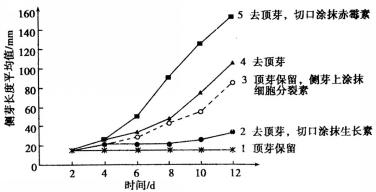 侧芽长度平均值/mm
160
140
120
100
80
60
40
20
0
2
4
6
8
10
12
时间/d
5 去顶芽，切口涂抹赤霉素
4 去顶芽
3 顶芽保留，侧芽上涂抹
细胞分裂素
2 去顶芽，切口涂抹生长素
1 顶芽保留